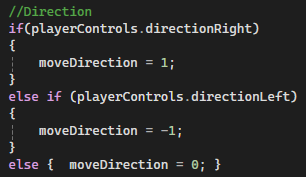 //Direction
if(playerControls.directionRight)
{
    moveDirection = 1;
}
else if (playerControls.directionLeft)
{
    moveDirection = -1;
}
else {  moveDirection = 0; }